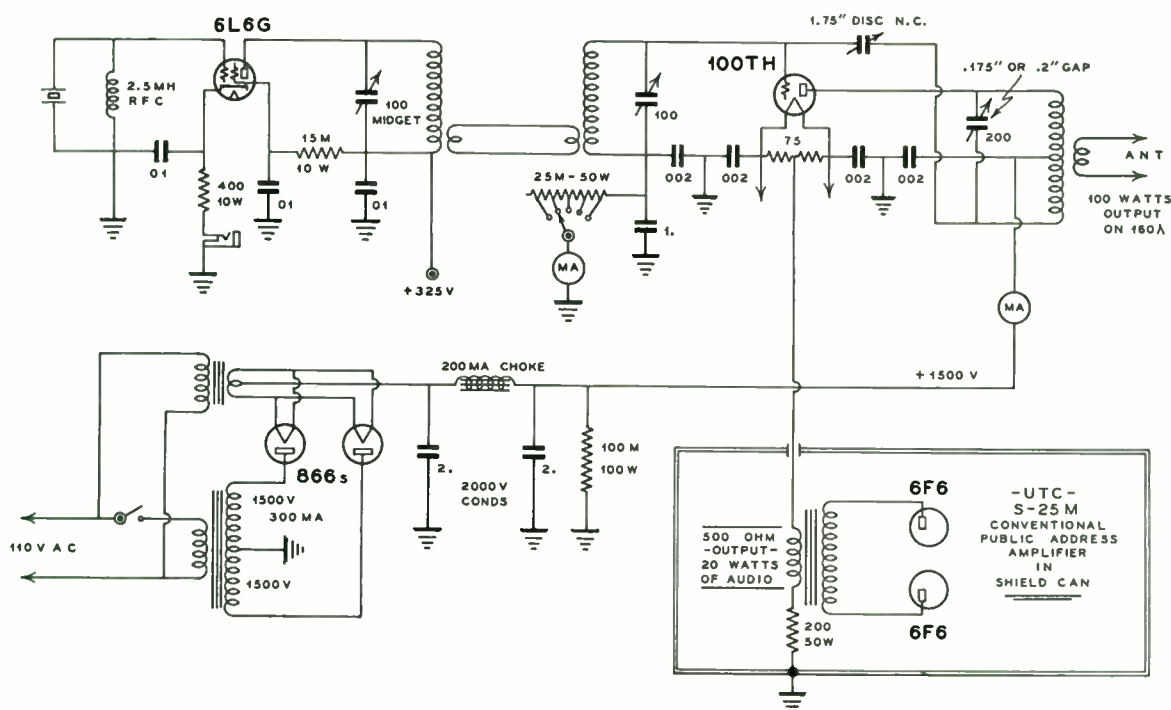 6L6G
2.5MH
RFC
01
400
10W
01
15M
10 W
100
MIDGET
01
+325V
25M-50W
MA
100
1.
002
002
75
002
002
100TH
1.75" DISC N.C.
.175" OR .2" GAP
200
ANT
100 WATTS
OUTPUT
ON 160λ
MA
+1500 V
200 MA CHOKE
2.
2000V
CONDS
2.
100 M
100W
866s
1500V
300 MA
1500V
110V AC
500 OHM
-OUTPUT-
20 WATTS
OF AUDIO
200
50W
6F6
6F6
-UTC-
S-25M
CONVENTIONAL
PUBLIC ADDRESS
AMPLIFIER
IN
SHIELD CAN